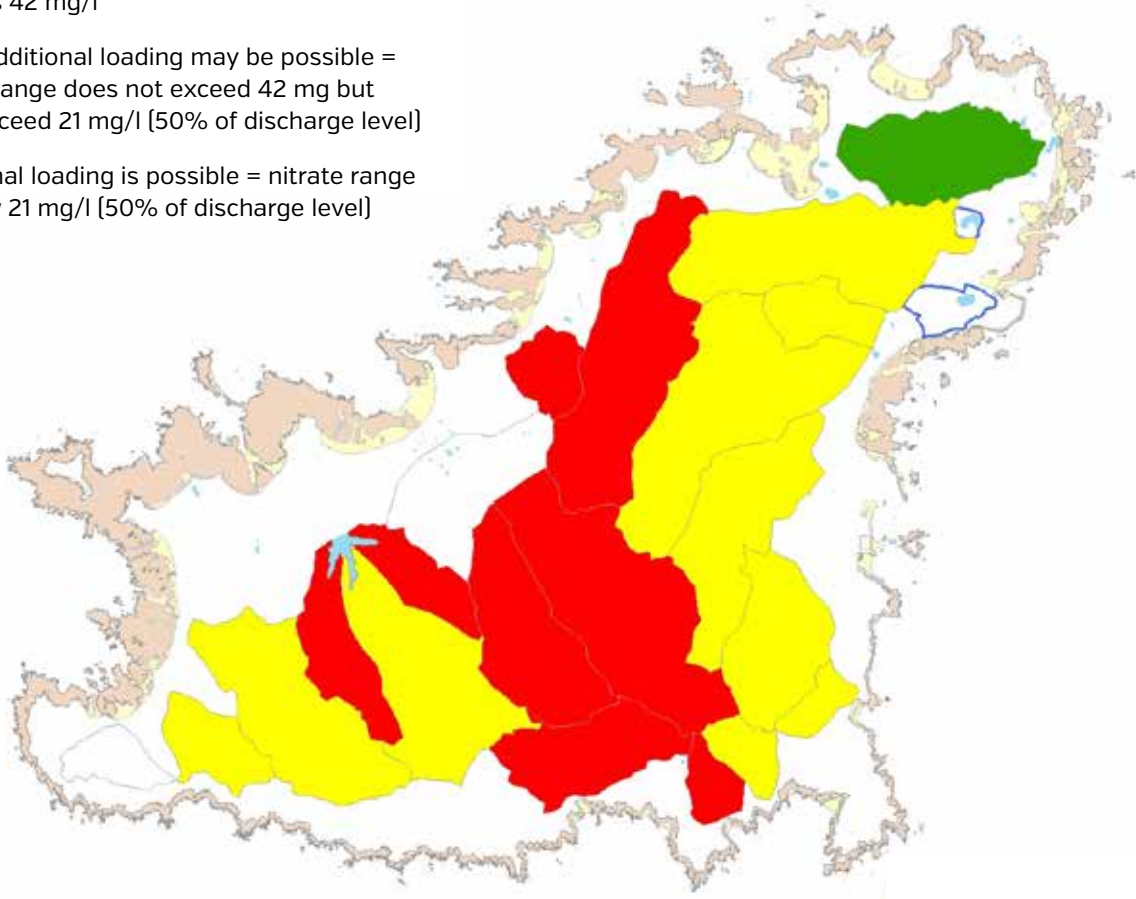 42 mg/l
dditional loading may be possible =
ange does not exceed 42 mg but
ceed 21 mg/l (50% of discharge level)
nal loading is possible = nitrate range
21 mg/l (50% of discharge level)